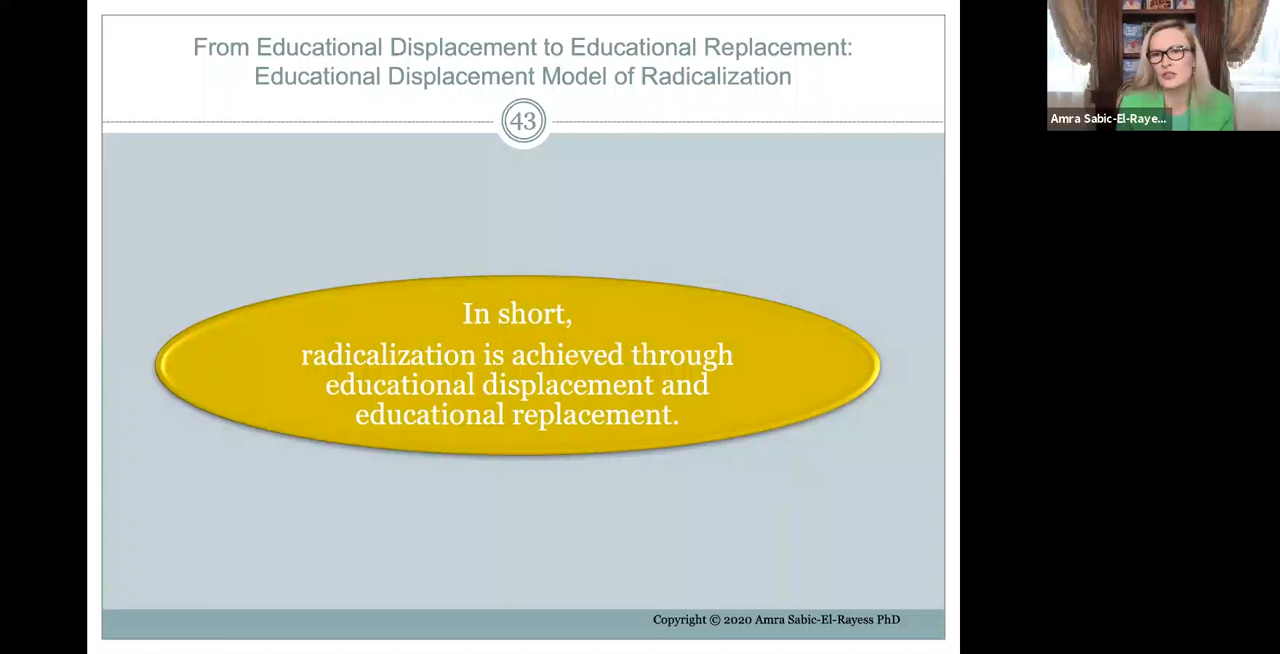 From Educational Displacement to Educational Replacement:
Educational Displacement Model of Radicalization
43
In short,
radicalization is achieved through
educational displacement and
educational replacement.
Copyright © 2020 Amra Sabic-El-Rayess PhD
Amra Sabic-El-Raye...